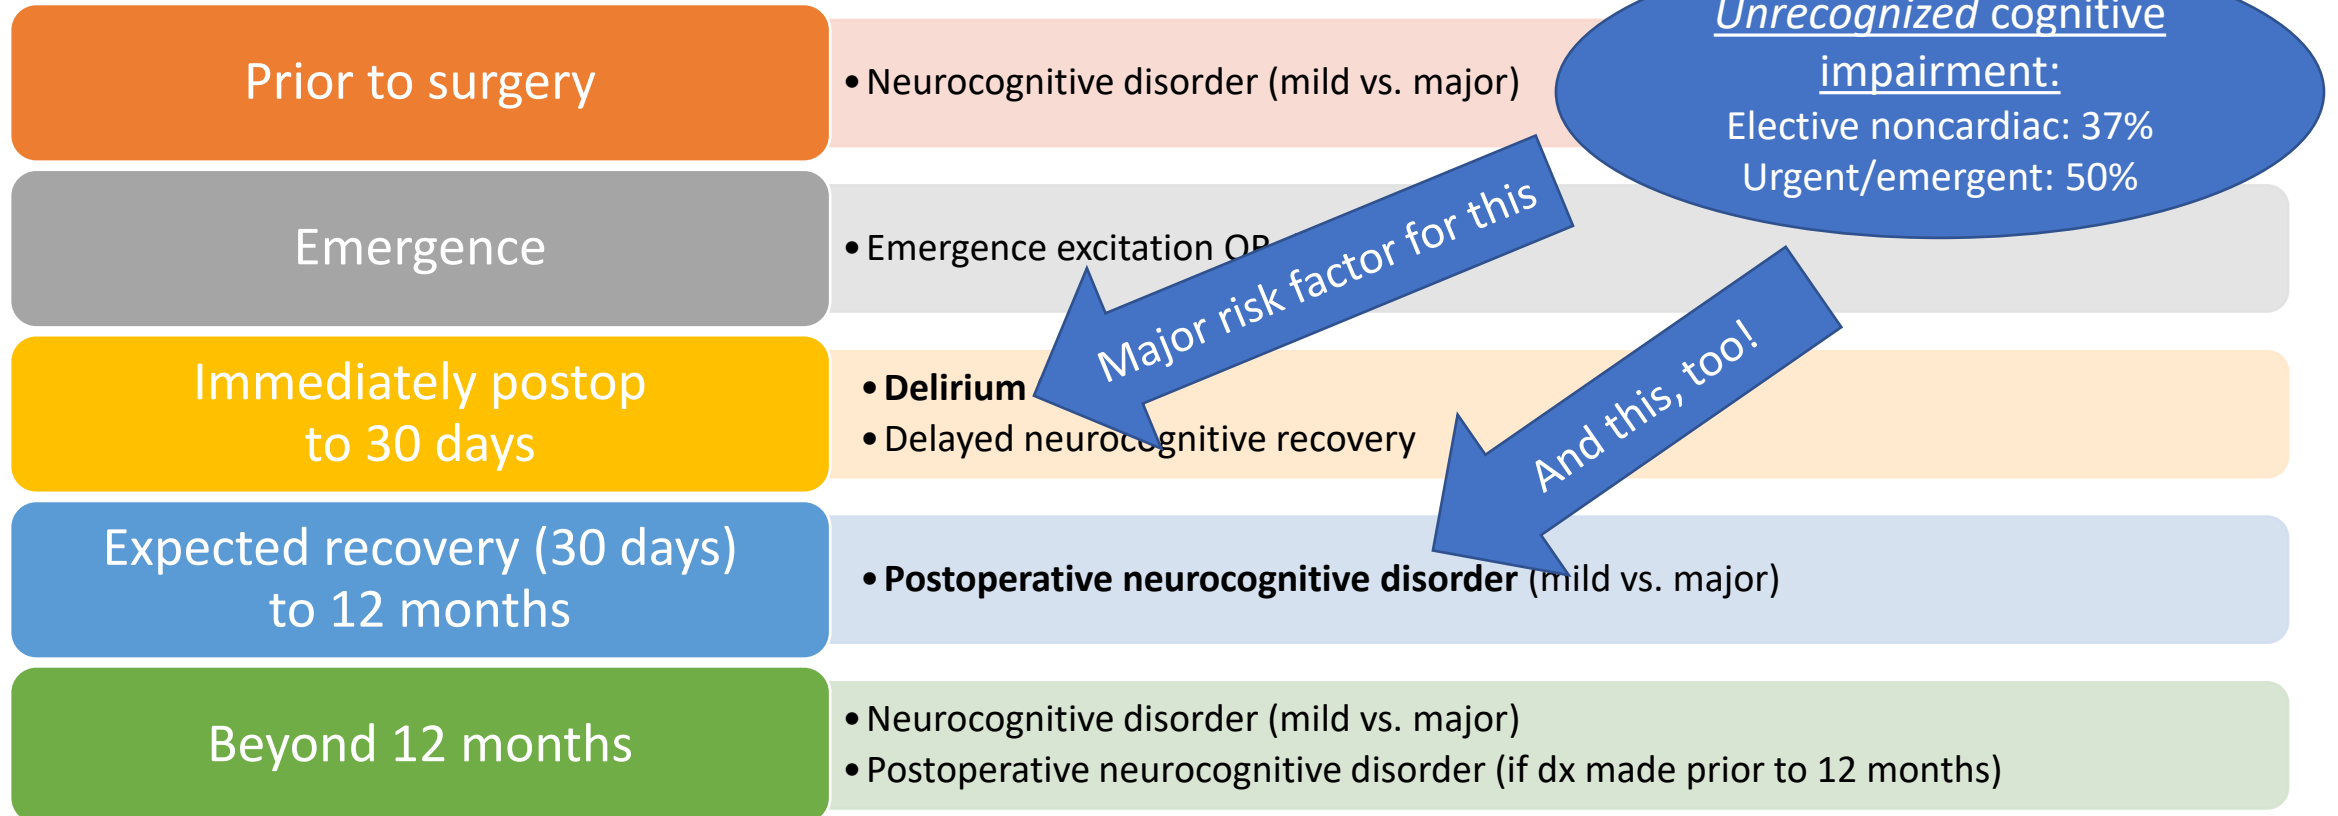 Prior to surgery
• Neurocognitive disorder (mild vs. major)
Unrecognized cognitive
impairment:
Elective noncardiac: 37%
Urgent/emergent: 50%
Emergence
• Emergence excitation OR
Major risk factor for this
And this, too!
Immediately postop
to 30 days
• Delirium
• Delayed neurocognitive recovery
Expected recovery (30 days)
to 12 months
• Postoperative neurocognitive disorder (mild vs. major)
Beyond 12 months
• Neurocognitive disorder (mild vs. major)
• Postoperative neurocognitive disorder (if dx made prior to 12 months)